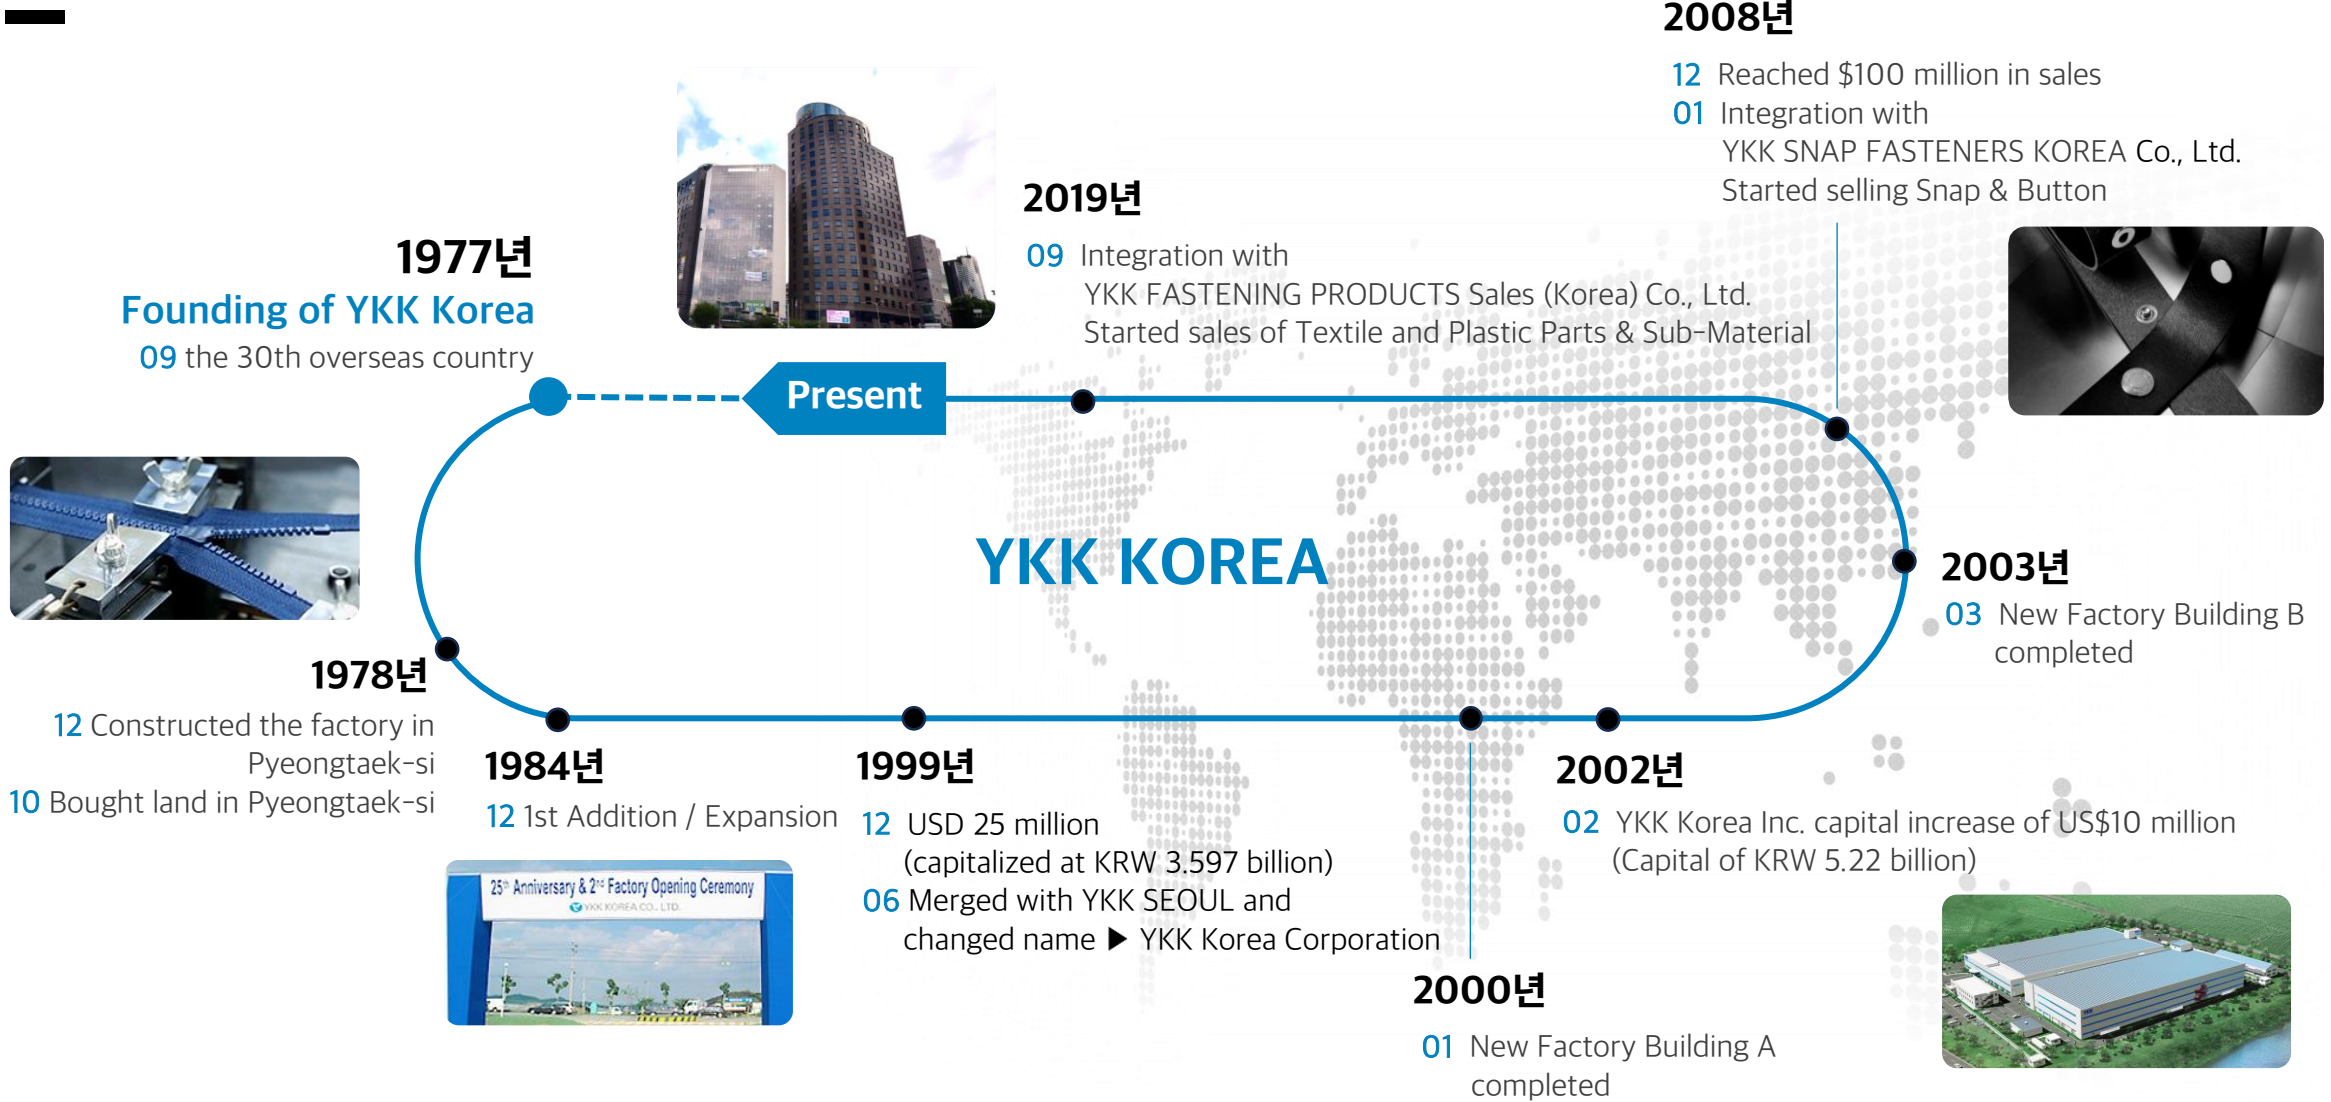 1977년
Founding of YKK Korea
09 the 30th overseas country
1978년
12 Constructed the factory in
Pyeongtaek-si
10 Bought land in Pyeongtaek-si
1984년
12 1st Addition / Expansion
25th Anniversary & 2nd Factory Opening Ceremony
YKK KOREA CO., LTD.
1999년
12 USD 25 million
(capitalized at KRW 3.597 billion)
06 Merged with YKK SEOUL and
changed name ▶ YKK Korea Corporation
2000년
01 New Factory Building A
completed
2002년
02 YKK Korea Inc. capital increase of US$10 million
(Capital of KRW 5.22 billion)
2003년
03 New Factory Building B
completed
2008년
12 Reached $100 million in sales
01 Integration with
YKK SNAP FASTENERS KOREA Co., Ltd.
Started selling Snap & Button
2019년
09 Integration with
YKK FASTENING PRODUCTS Sales (Korea) Co., Ltd.
Started sales of Textile and Plastic Parts & Sub-Material
Present
YKK KOREA